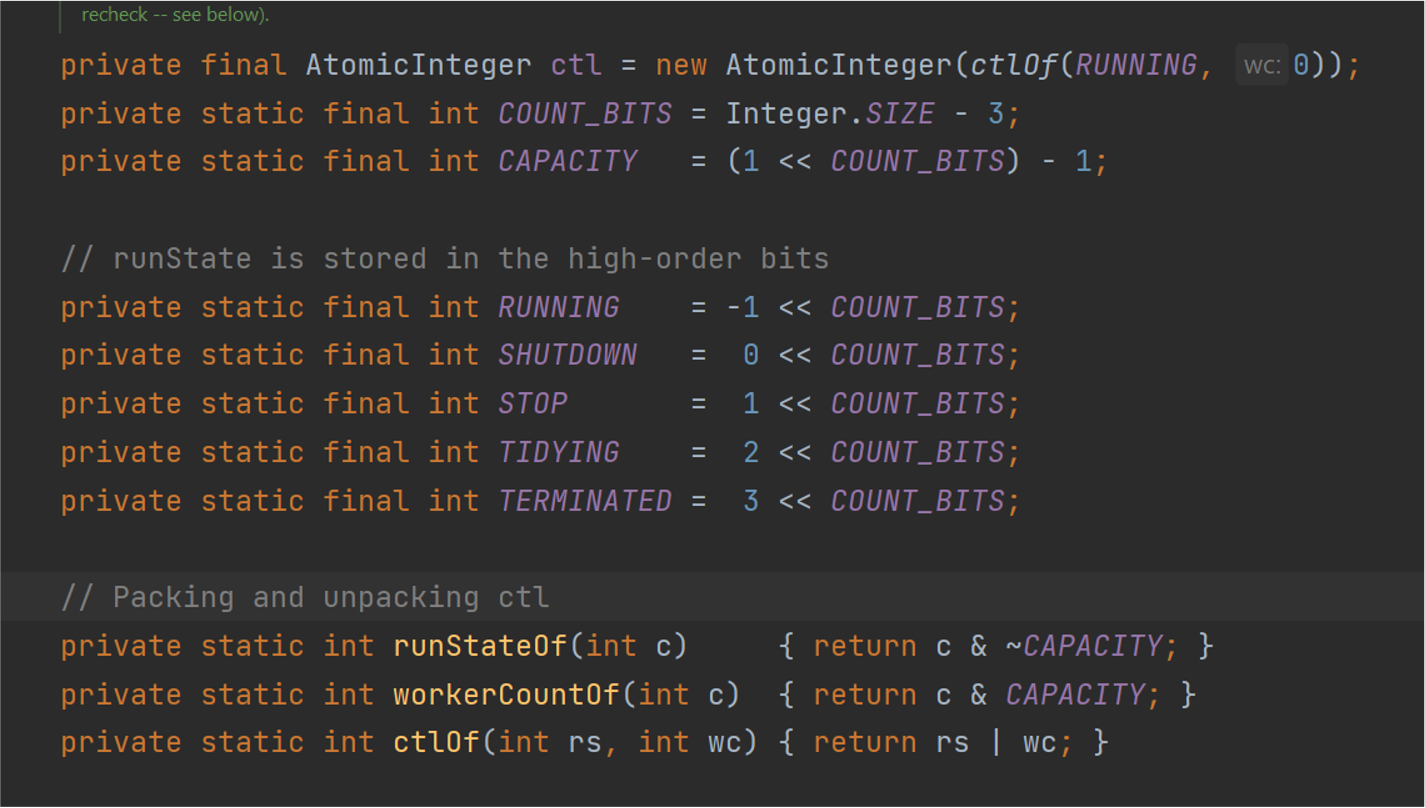 recheck -- see below).
private final AtomicInteger ctl = new AtomicInteger(ctlOf(RUNNING, wc: 0));
private static final int COUNT_BITS = Integer.SIZE - 3;
private static final int CAPACITY   = (1 << COUNT_BITS) - 1;
// runState is stored in the high-order bits
private static final int RUNNING    = -1 << COUNT_BITS;
private static final int SHUTDOWN   =  0 << COUNT_BITS;
private static final int STOP       =  1 << COUNT_BITS;
private static final int TIDYING    =  2 << COUNT_BITS;
private static final int TERMINATED =  3 << COUNT_BITS;
// Packing and unpacking ctl
private static int runStateOf(int c)     { return c & ~CAPACITY; }
private static int workerCountOf(int c)  { return c & CAPACITY; }
private static int ctlOf(int rs, int wc) { return rs | wc; }